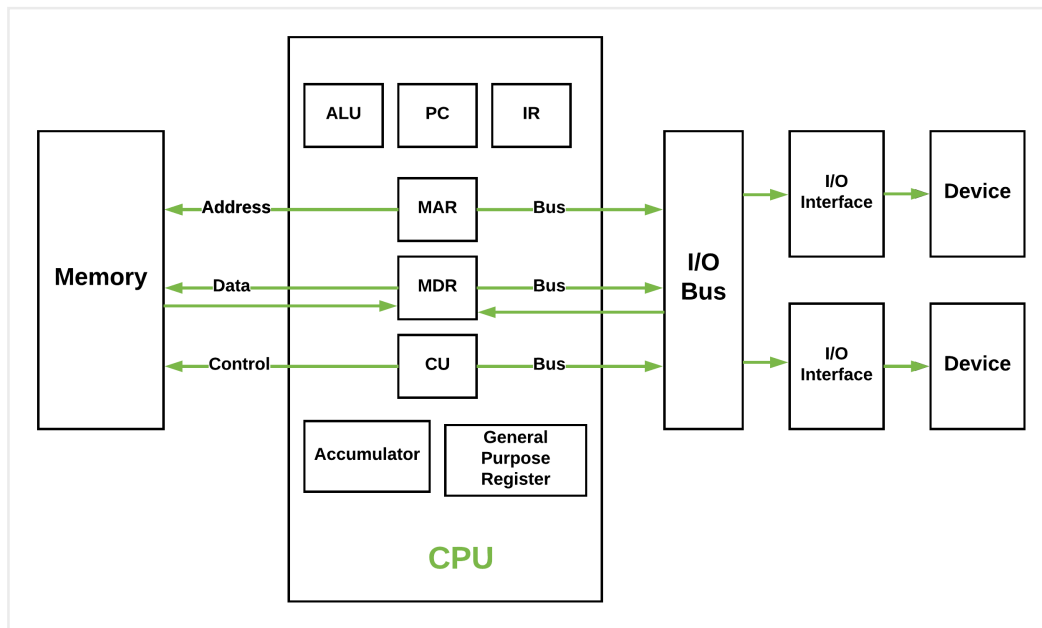 ALU
PC
IR
Memory
Address
MAR
Bus
Data
MDR
Bus
Control
CU
Bus
Accumulator
General
Purpose
Register
CPU
I/O
Bus
I/O
Interface
Device
I/O
Interface
Device